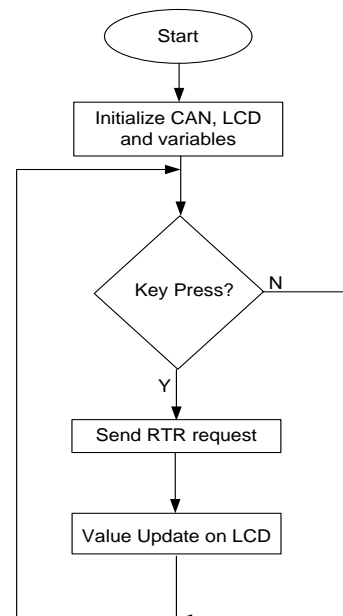 Start
Initialize CAN, LCD
and variables
Key Press?
N
Y
Send RTR request
Value Update on LCD